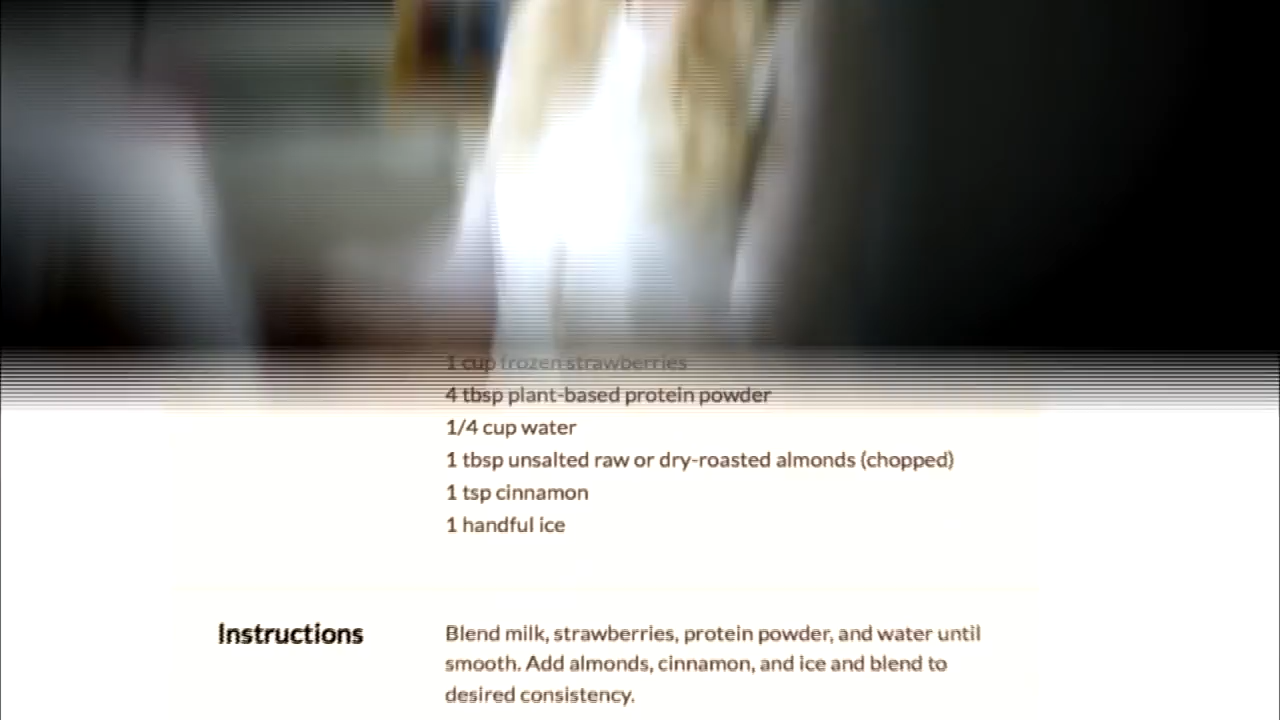 1 cup frozen strawberries
4 tbsp plant-based protein powder
1/4 cup water
1 tbsp unsalted raw or dry-roasted almonds (chopped)
1 tsp cinnamon
1 handful ice
Instructions
Blend milk, strawberries, protein powder, and water until
smooth. Add almonds, cinnamon, and ice and blend to
desired consistency.